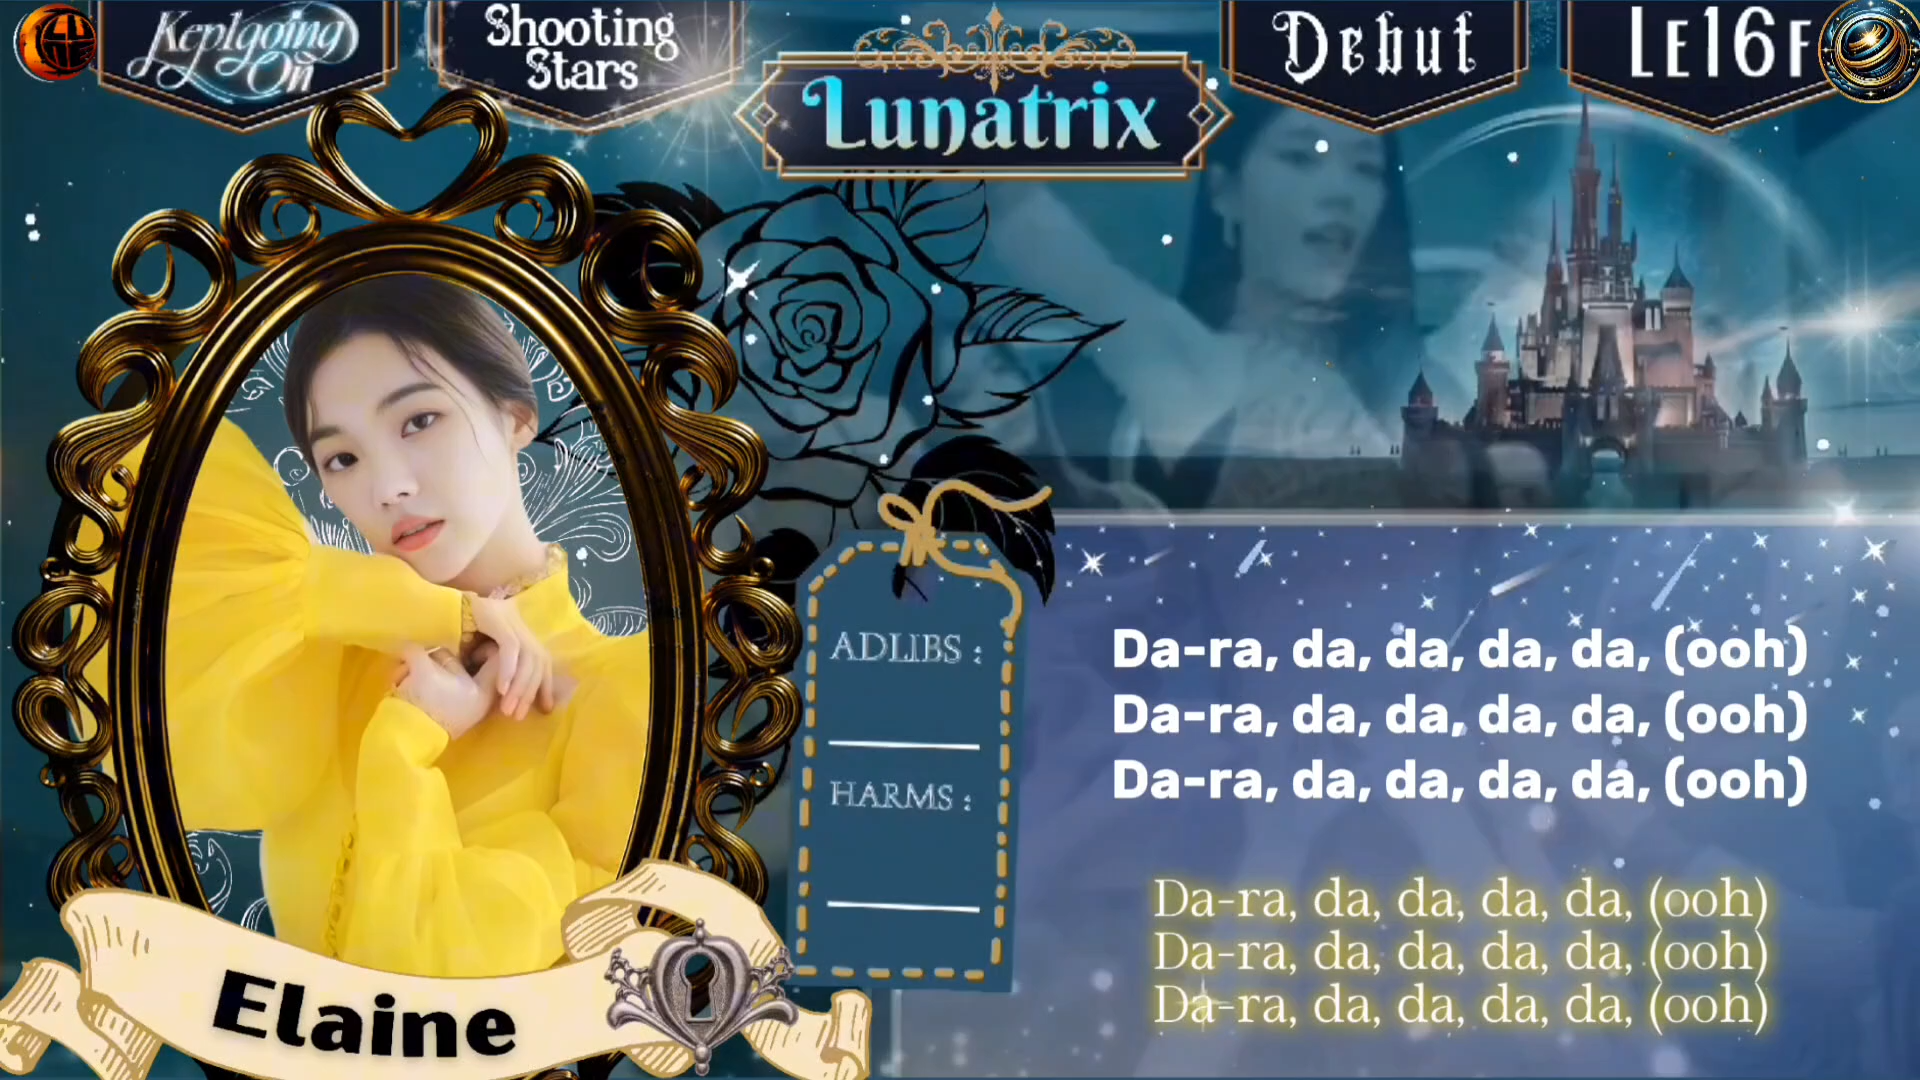 Keplgoing
On
Shooting
Stars
Lunatrix
Debut
LE16F
ADLIBS :
HARMS :
Da-ra, da, da, da, da, (ooh)
Da-ra, da, da, da, da, (ooh)
Da-ra, da, da, da, da, (ooh)
Da-ra, da, da, da, da, (ooh)
Da-ra, da, da, da, da, (ooh)
Da-ra, da, da, da, da, (ooh)
Elaine